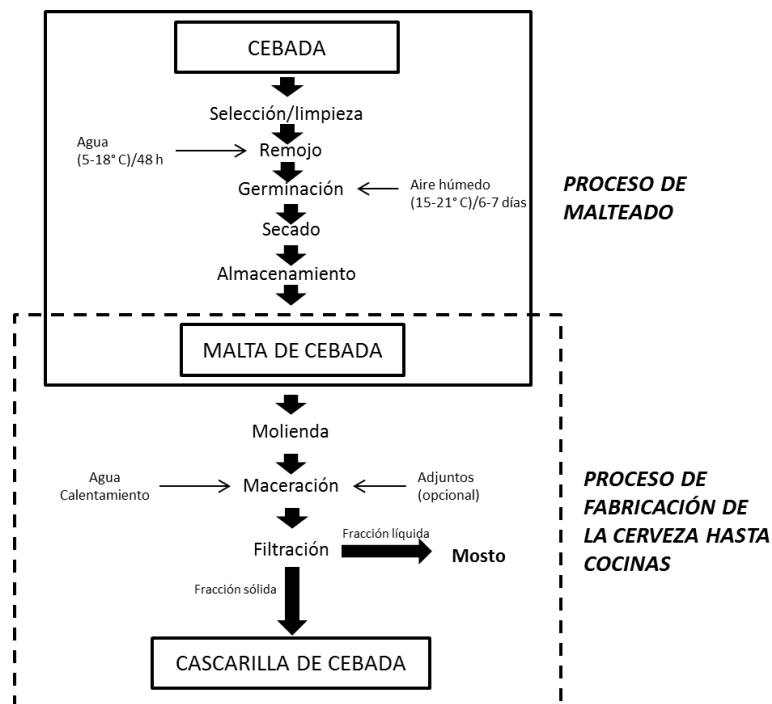 CEBADA
Selección/limpieza
Agua
(5-18° C)/48 h
Remojo
Germinación
Aire húmedo
(15-21° C)/6-7 días
Secado
Almacenamiento
PROCESO DE
MALTEADO
MALTA DE CEBADA
Molienda
Agua
Calentamiento
Maceración
Adjuntos
(opcional)
Filtración
Fracción líquida
Mosto
Fracción sólida
CASCARILLA DE CEBADA
PROCESO DE
FABRICACIÓN DE
LA CERVEZA HASTA
COCINAS